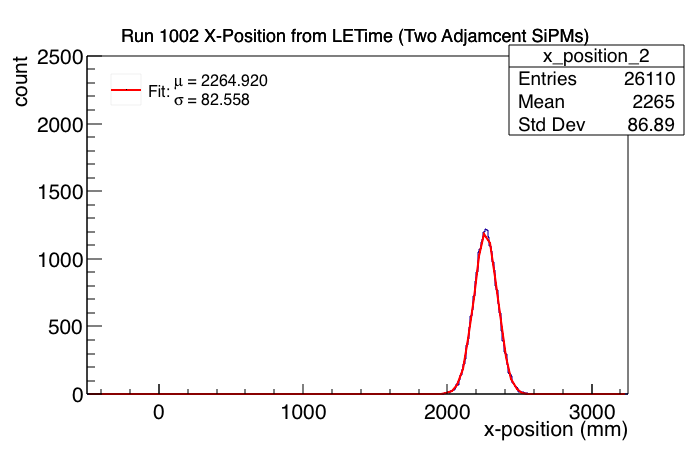 Run 1002 X-Position from LETime (Two Adjamcent SiPMs)
x_position_2
Entries 26110
Mean 2265
Std Dev 86.89
Fit: μ = 2264.920
σ = 82.558
count
2500
2000
1500
1000
500
0
0 1000 2000 3000
x-position (mm)